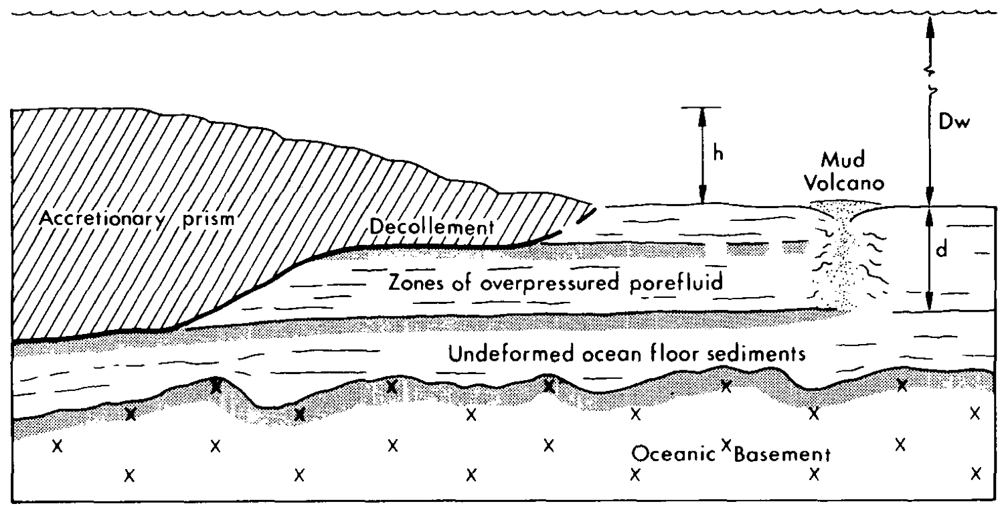 Dw
h
Mud
Volcano
Accretionary prism
Decollement
d
Zones of overpressured porefluid
Undeformed ocean floor sediments
Oceanic Basement